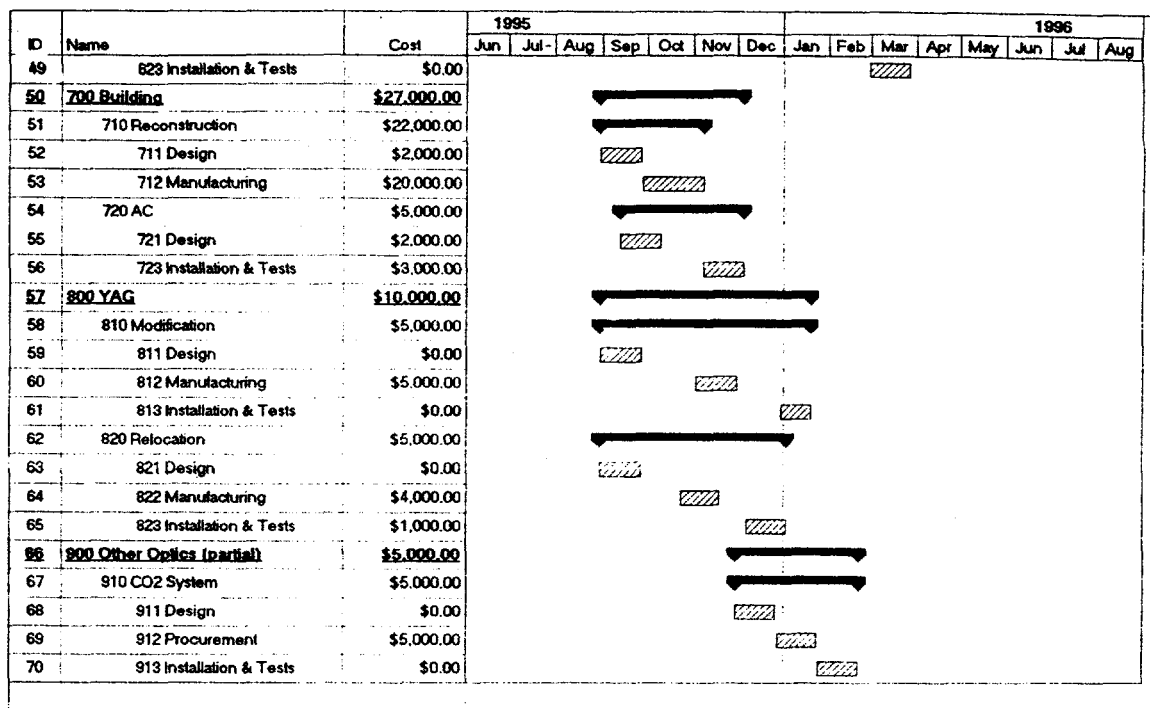 1995 1996
ID Name Cost Jun Jul- Aug Sep Oct Nov Dec Jan Feb Mar Apr May Jun Jul Aug
49 623 Installation & Tests $0.00
50 700 Building $27,000.00
51 710 Reconstruction $22,000.00
52 711 Design $2,000.00
53 712 Manufacturing $20,000.00
54 720 AC $5,000.00
55 721 Design $2,000.00
56 723 Installation & Tests $3,000.00
57 800 YAG $10,000.00
58 810 Modification $5,000.00
59 811 Design $0.00
60 812 Manufacturing $5,000.00
61 813 Installation & Tests $0.00
62 820 Relocation $5,000.00
63 821 Design $0.00
64 822 Manufacturing $4,000.00
65 823 Installation & Tests $1,000.00
66 900 Other Optics (partial) $5,000.00
67 910 CO2 System $5,000.00
68 911 Design $0.00
69 912 Procurement $5,000.00
70 913 Installation & Tests $0.00